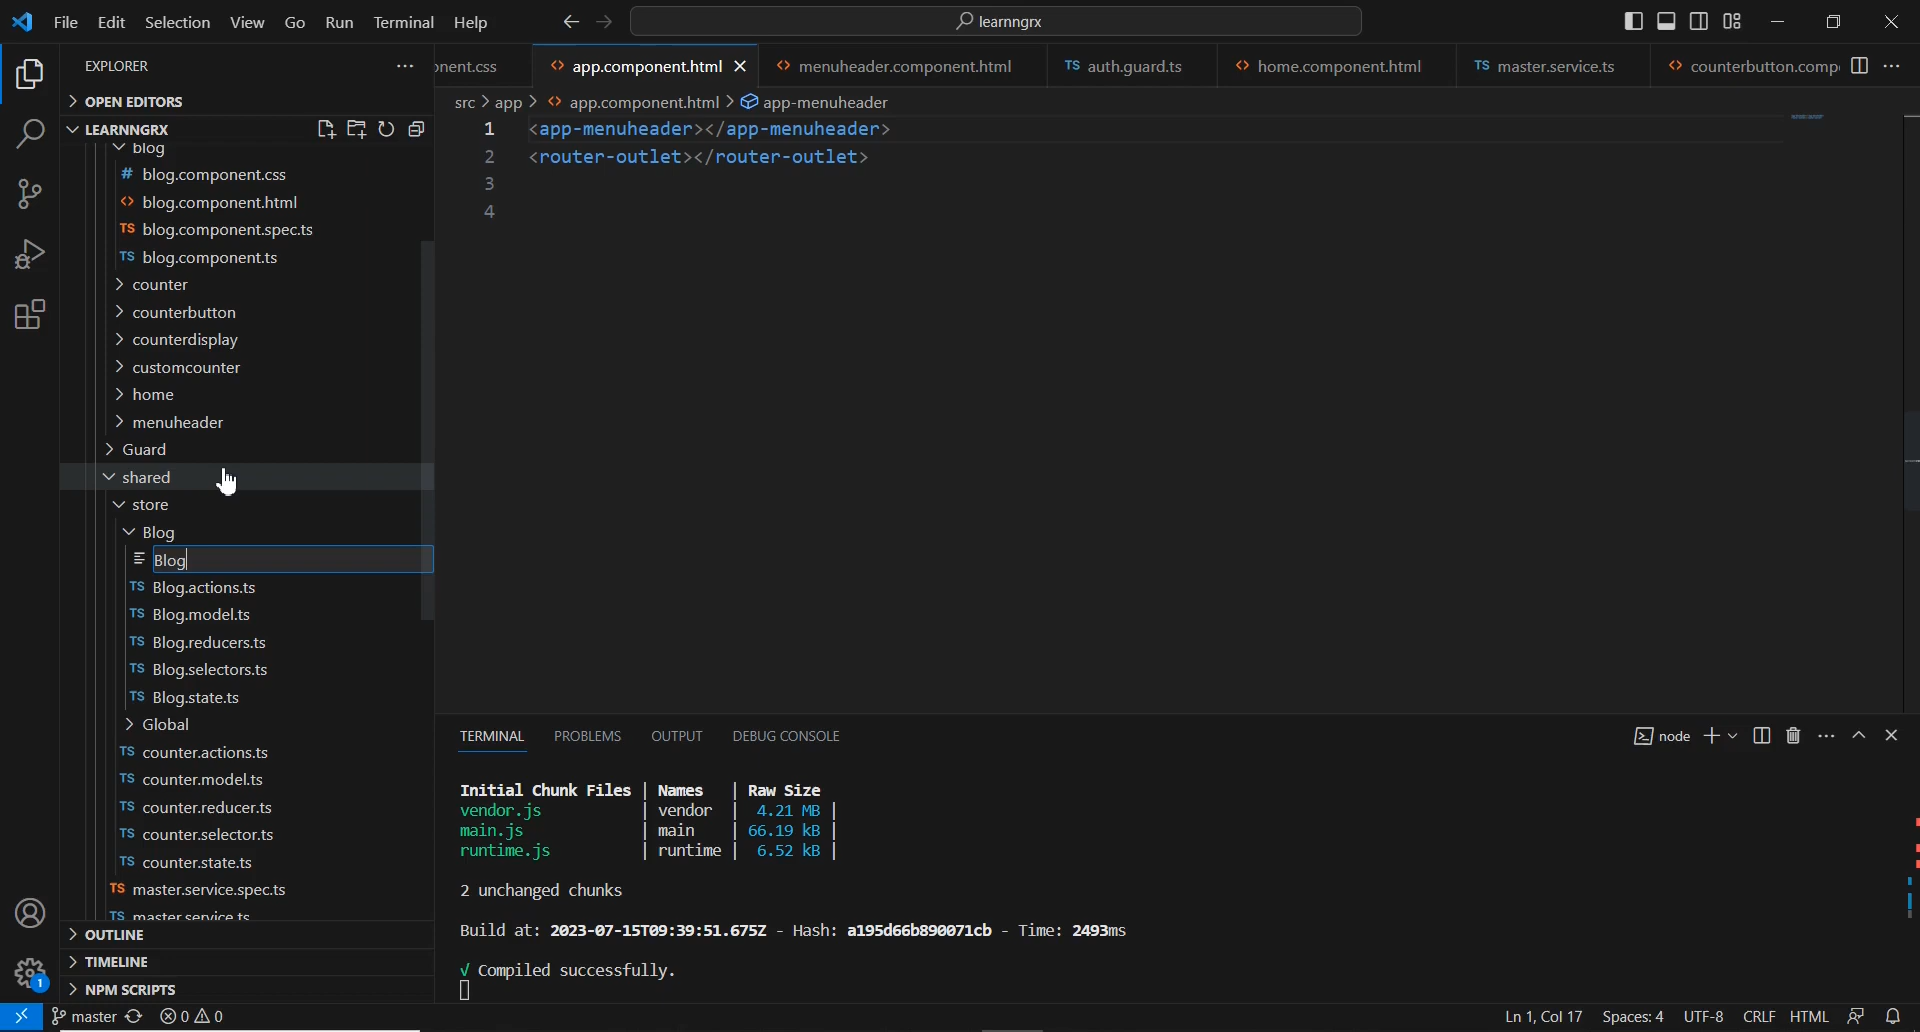 File Edit Selection View Go Run Terminal Help
learnngrx
EXPLORER
OPEN EDITORS
LEARNNGRX
blog
# blog.component.css
<> blog.component.html
TS blog.component.spec.ts
TS blog.component.ts
counter
counterbutton
counterdisplay
customcounter
home
menuheader
Guard
shared
store
Blog
Blog
TS Blog.actions.ts
TS Blog.model.ts
TS Blog.reducers.ts
TS Blog.selectors.ts
TS Blog.state.ts
Global
TS counter.actions.ts
TS counter.model.ts
TS counter.reducer.ts
TS counter.selector.ts
TS counter.state.ts
TS master.service.spec.ts
TS master.service.ts
OUTLINE
TIMELINE
NPM SCRIPTS
nent.css <> app.component.html <> menuheader.component.html TS auth.guard.ts <> home.component.html TS master.service.ts <> counterbutton.comp
src > app > <> app.component.html > app-menuheader
1 <app-menuheader></app-menuheader>
2 <router-outlet></router-outlet>
3
4
TERMINAL PROBLEMS OUTPUT DEBUG CONSOLE
node
Initial Chunk Files | Names | Raw Size
vendor.js | vendor | 4.21 MB |
main.js | main | 66.19 kB |
runtime.js | runtime | 6.52 kB |
2 unchanged chunks
Build at: 2023-07-15T09:39:51.675Z - Hash: a195d66b890071cb - Time: 2493ms
√ Compiled successfully.
1
master 0 0
Ln 1, Col 17 Spaces: 4 UTF-8 CRLF HTML